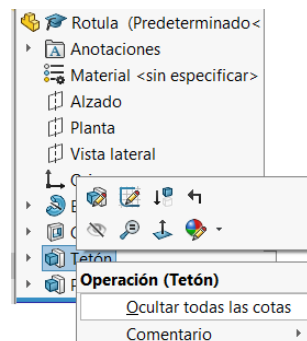 Rotula (Predeterminado<
Anotaciones
Material <sin especificar>
Alzado
Planta
Vista lateral
Tetón
Operación (Tetón)
Ocultar todas las cotas
Comentario